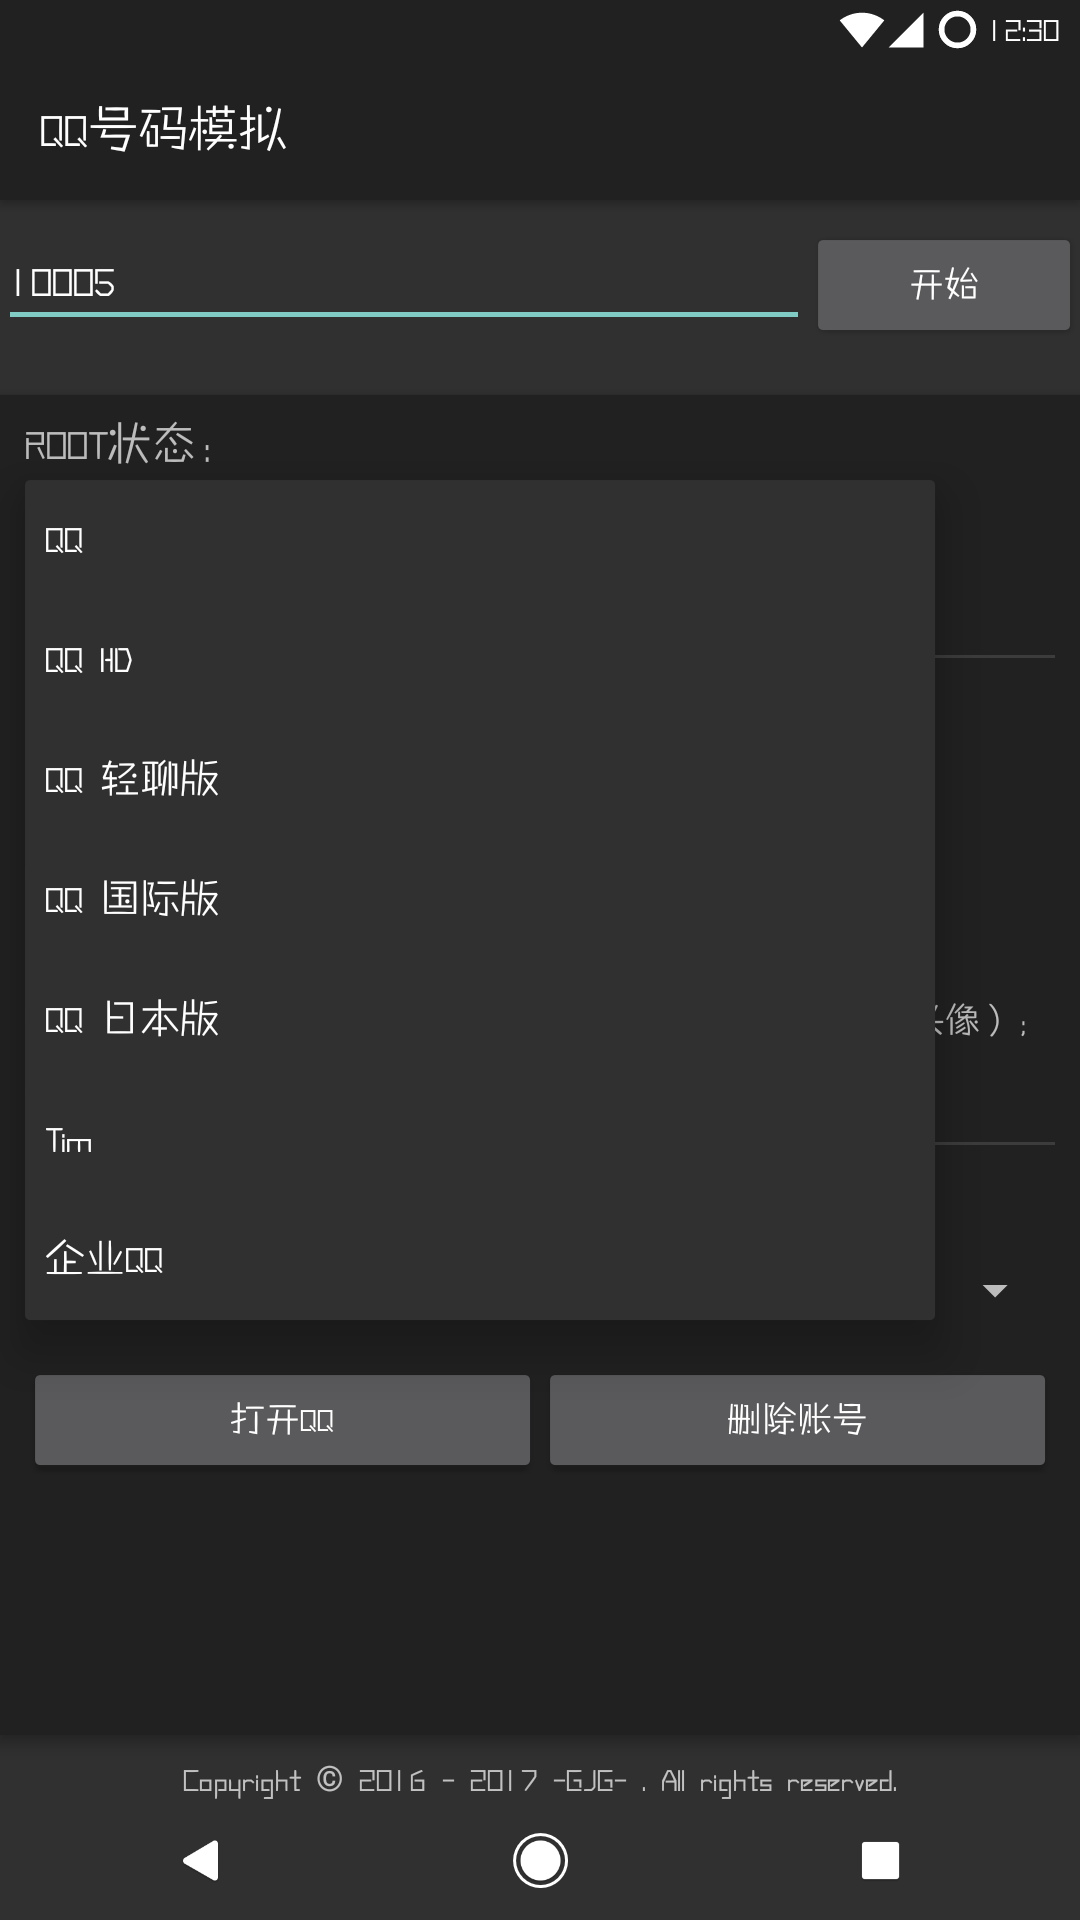 12:30
QQ号码模拟
10005
开始
ROOT状态：
QQ
QQ HD
QQ 轻聊版
QQ 国际版
QQ 日本版
像）；
Tim
企业QQ
打开QQ
删除账号
Copyright © 2016 - 2017 -GJG- . All rights reserved.